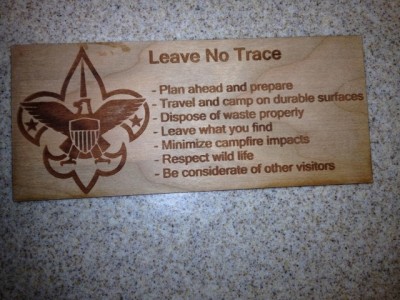 Leave No Trace
- Plan ahead and prepare
- Travel and camp on durable surfaces
- Dispose of waste properly
- Leave what you find
- Minimize campfire impacts
- Respect wild life
- Be considerate of other visitors